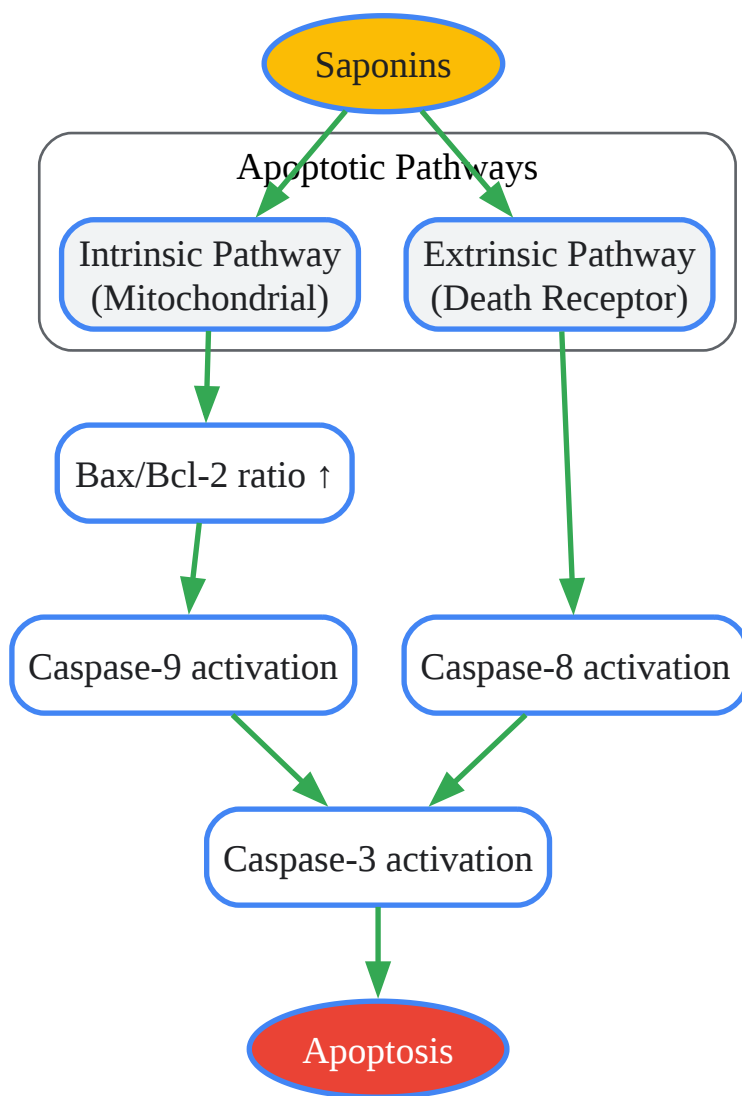 Saponins
Apoptotic Pathways
Intrinsic Pathway
(Mitochondrial)
Extrinsic Pathway
(Death Receptor)
Bax/Bcl-2 ratio ↑
Caspase-9 activation
Caspase-8 activation
Caspase-3 activation
Apoptosis